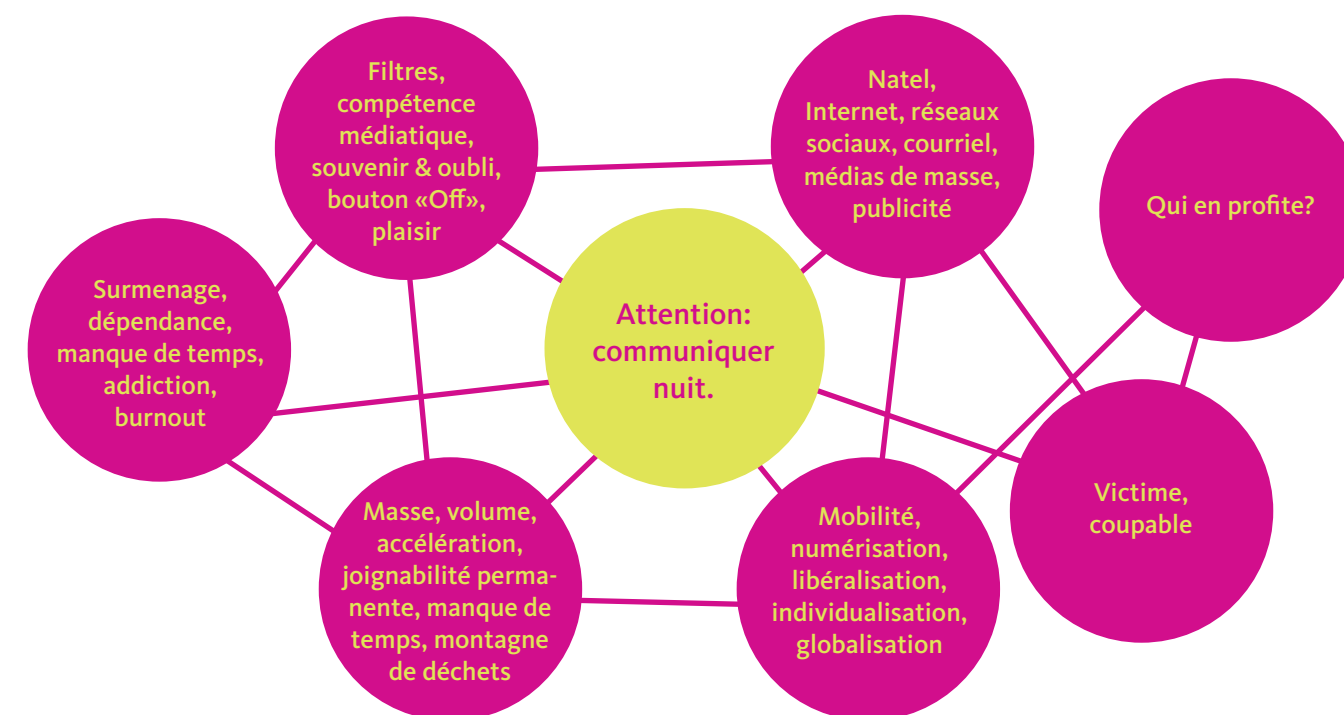 Filtres,
compétence
médiatique,
souvenir & oubli,
bouton «Off»,
plaisir
Natel,
Internet, réseaux
sociaux, courriel,
médias de masse,
publicité
Qui en profite?
Surmenage,
dépendance,
manque de temps,
addiction,
burnout
Attention:
communiquer
nuit.
Victime,
coupable
Masse, volume,
accélération,
joignabilité perma-
nente, manque de
temps, montagne
de déchets
Mobilité,
numérisation,
libéralisation,
individualisation,
globalisation